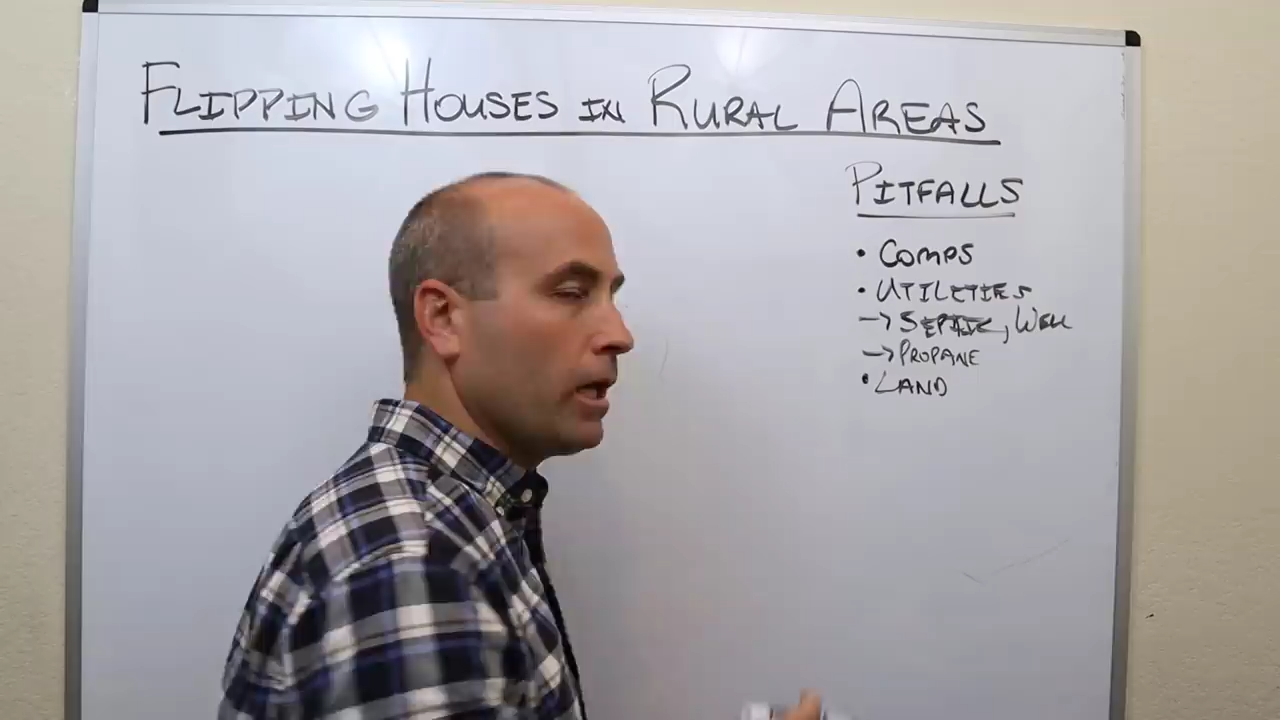 FLIPPING HOUSES IN RURAL AREAS
PITFALLS
• COMPS
• UTILITIES
→ SEPTIC, WELL
→ PROPANE
• LAND